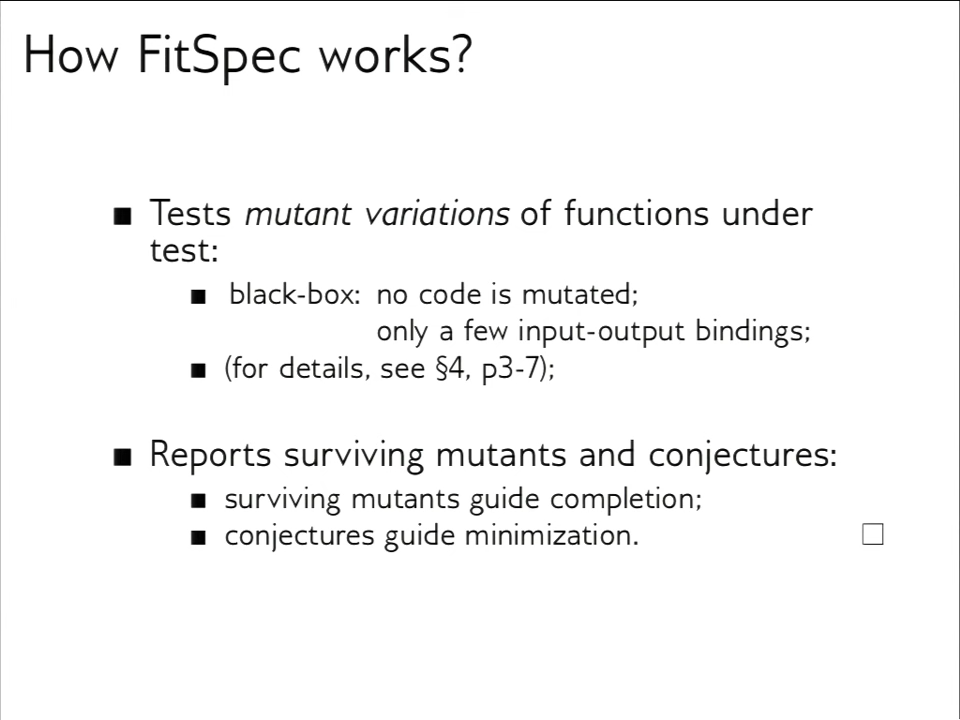 How FitSpec works?
■ Tests mutant variations of functions under
test:
■ black-box: no code is mutated;
only a few input-output bindings;
■ (for details, see §4, p3-7);
■ Reports surviving mutants and conjectures:
■ surviving mutants guide completion;
■ conjectures guide minimization. □